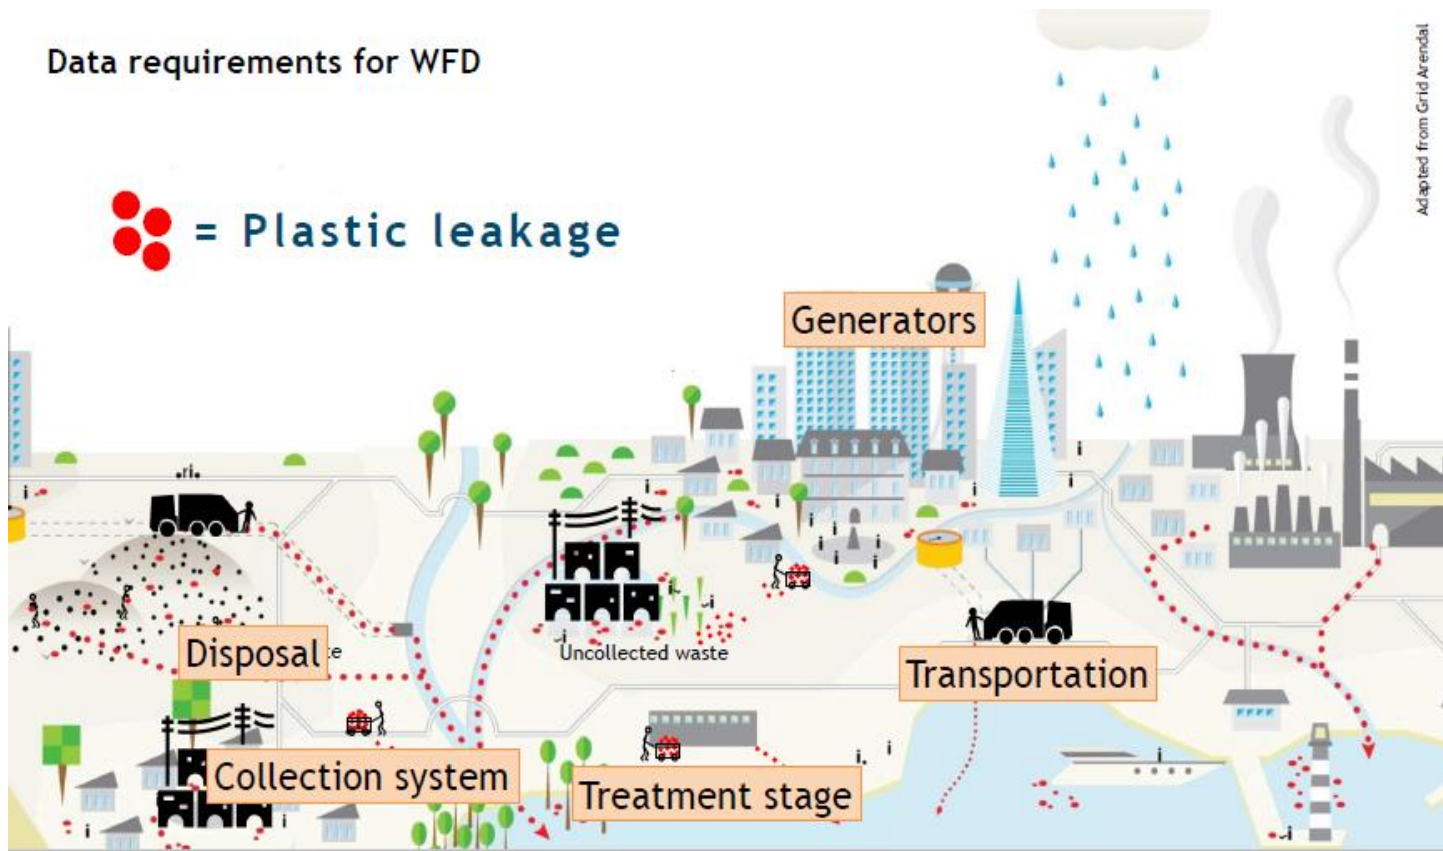 Data requirements for WFD
Adapted from Grid Arendal
= Plastic leakage
Generators
Disposal
Uncollected waste
Transportation
Collection system
Treatment stage